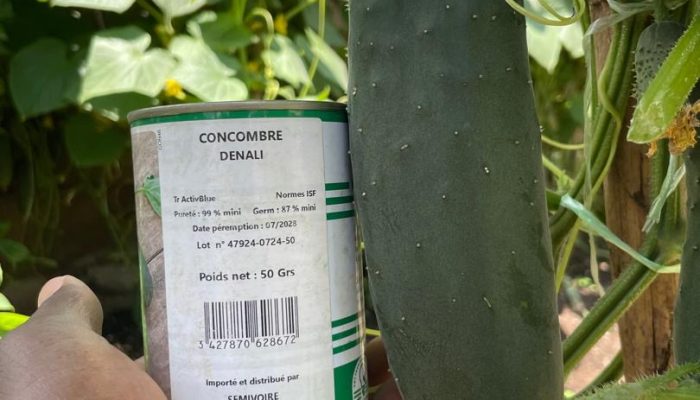 CONCOMBRE
DENALI
Tr ActivBlue Normes JSF
Pureté : 99 % mini Germ : 87 % mini
Date péremption : 07/2028
Lot n° 47924-0724-50
Poids net : 50 Grs
3 427870 628672
Importé et distribué par
SEMIVOIRE